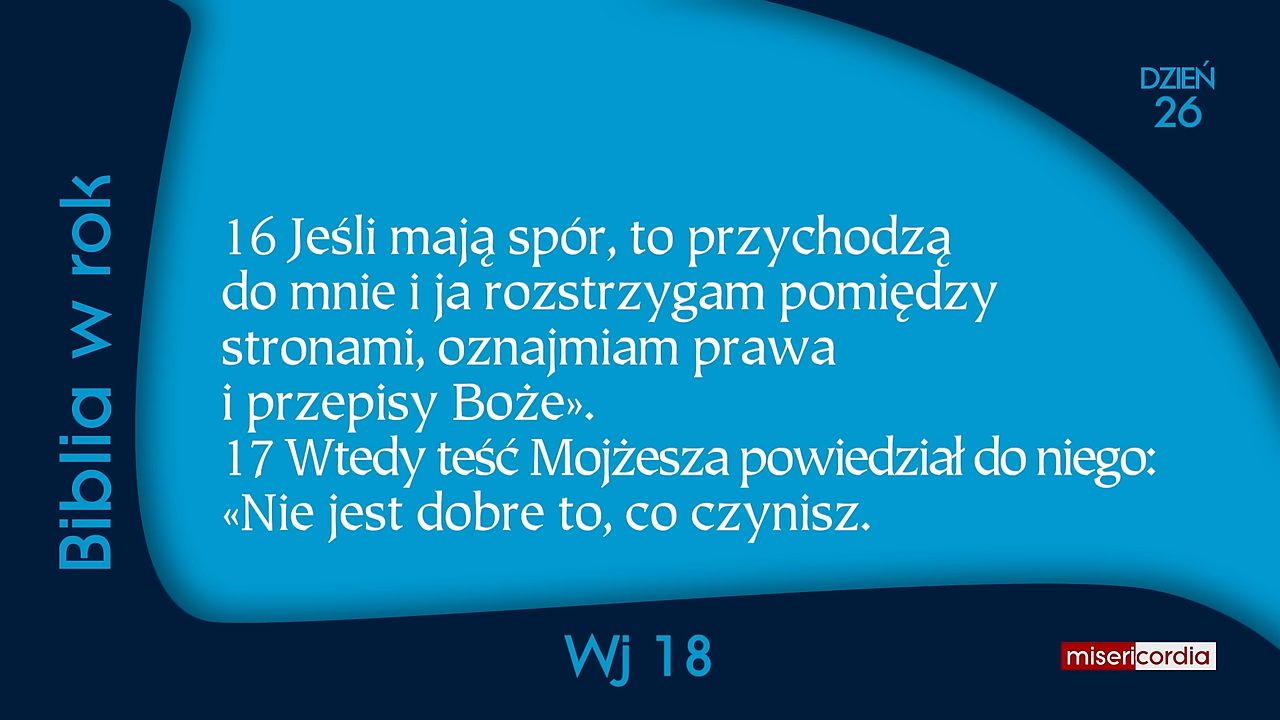 DZIEŃ
26
Biblia w rok
16 Jeśli mają spór, to przychodzą
do mnie i ja rozstrzygam pomiędzy
stronami, oznajmiam prawa
i przepisy Boże».
17 Wtedy teść Mojżesza powiedział do niego:
«Nie jest dobre to, co czynisz.
Wj 18
misericordia